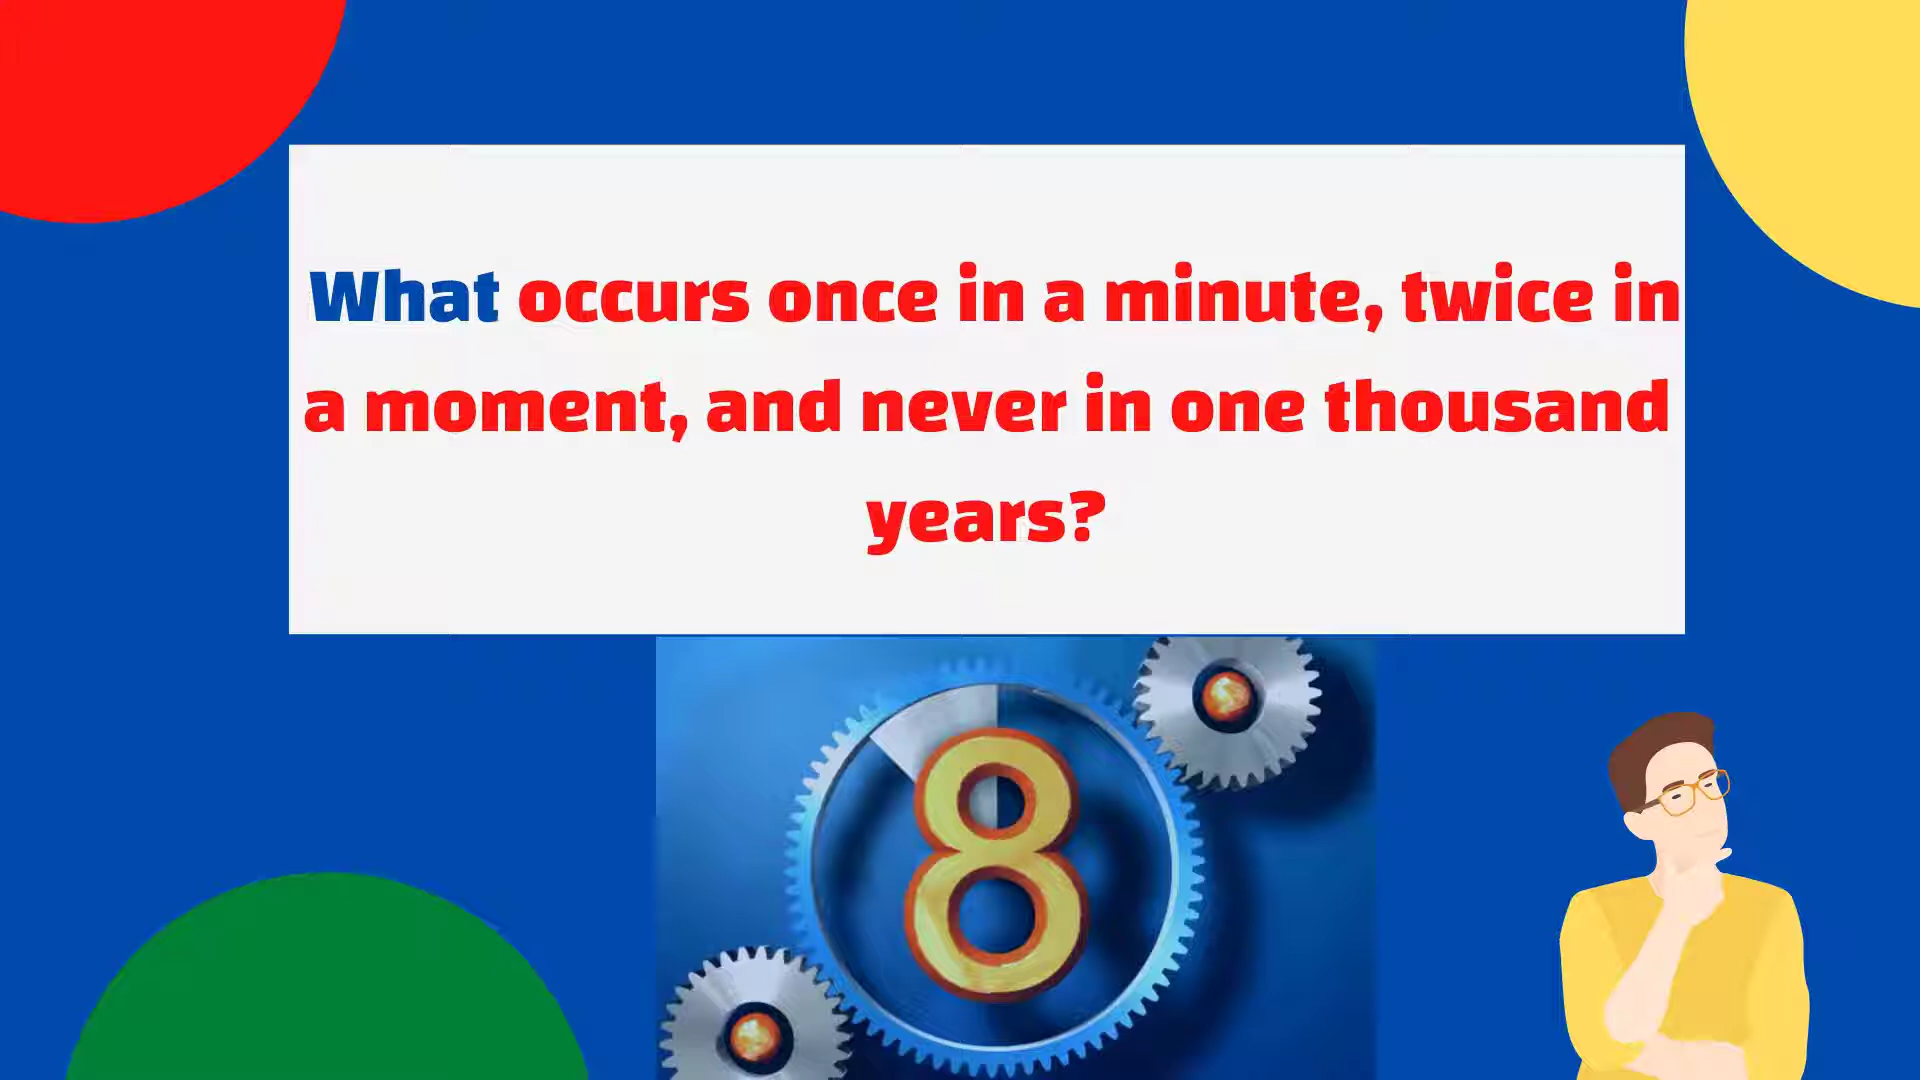 What occurs once in a minute, twice in
a moment, and never in one thousand
years?
8